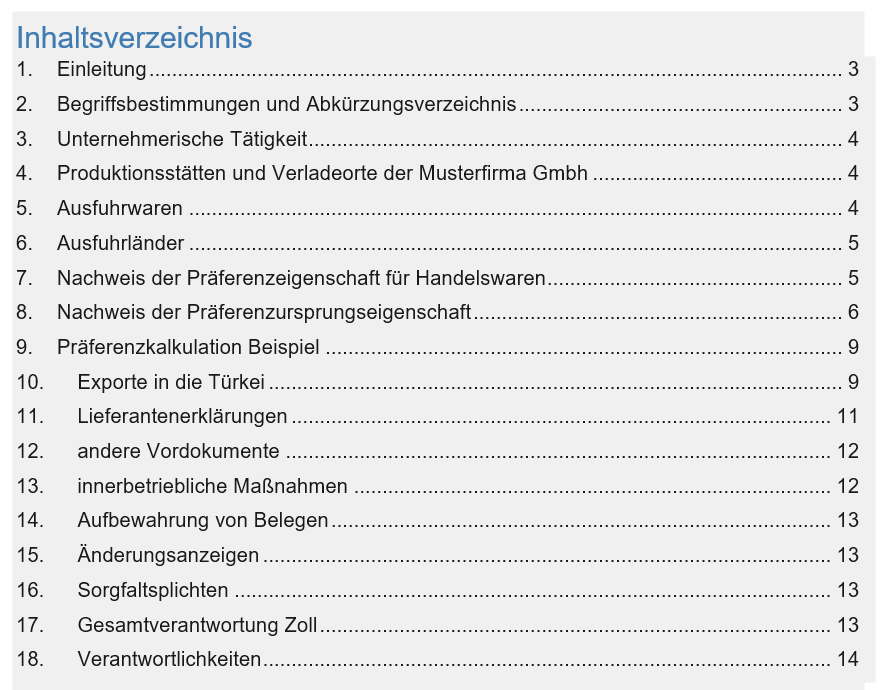 Inhaltsverzeichnis
1. Einleitung 3
2. Begriffsbestimmungen und Abkürzungsverzeichnis 3
3. Unternehmerische Tätigkeit 4
4. Produktionsstätten und Verladeorte der Musterfirma Gmbh 4
5. Ausfuhrwaren 4
6. Ausfuhrländer 5
7. Nachweis der Präferenzeigenschaft für Handelswaren 5
8. Nachweis der Präferenzursprungseigenschaft 6
9. Präferenzkalkulation Beispiel 9
10. Exporte in die Türkei 9
11. Lieferantenerklärungen 11
12. andere Vordokumente 12
13. innerbetriebliche Maßnahmen 12
14. Aufbewahrung von Belegen 13
15. Änderungsanzeigen 13
16. Sorgfaltsplichten 13
17. Gesamtverantwortung Zoll 13
18. Verantwortlichkeiten 14